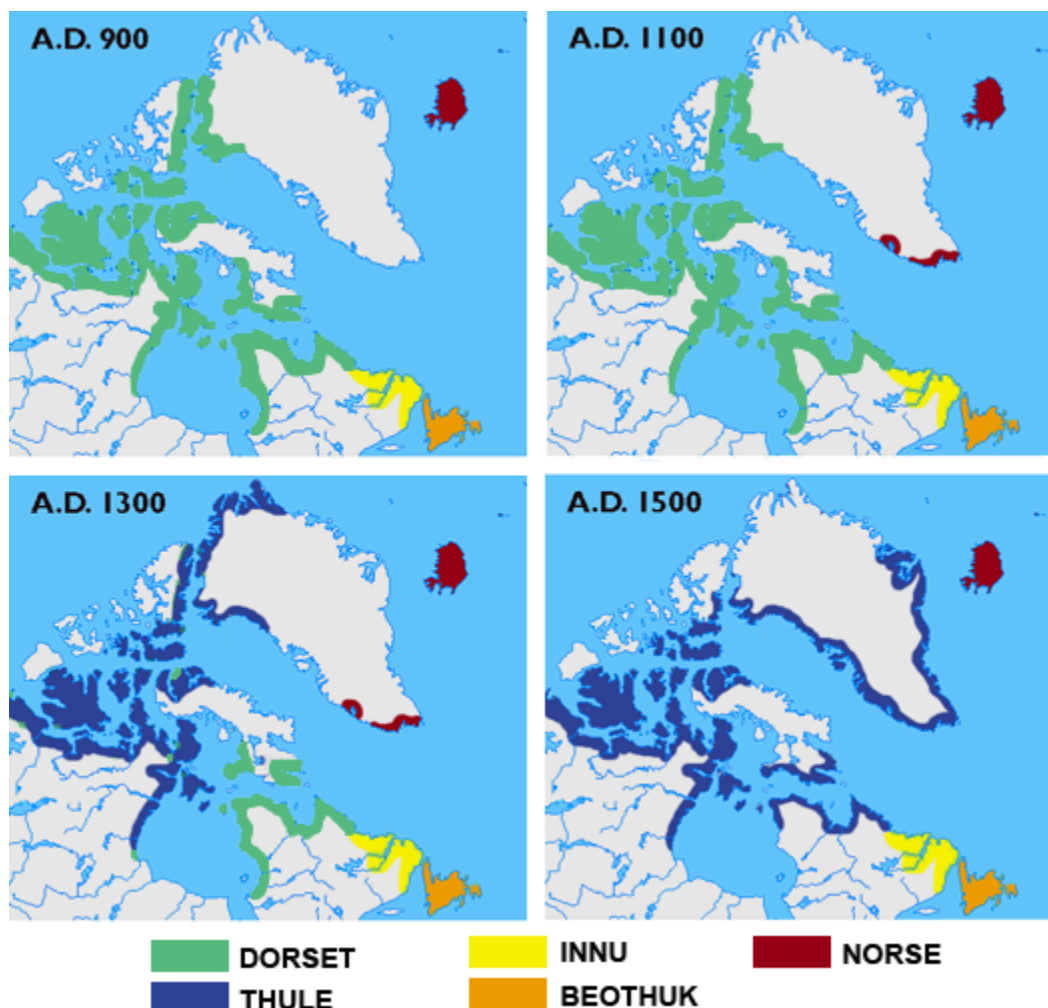 A.D. 900
A.D. 1100
A.D. 1300
A.D. 1500
DORSET
INNU
NORSE
THULE
BEOTHUK